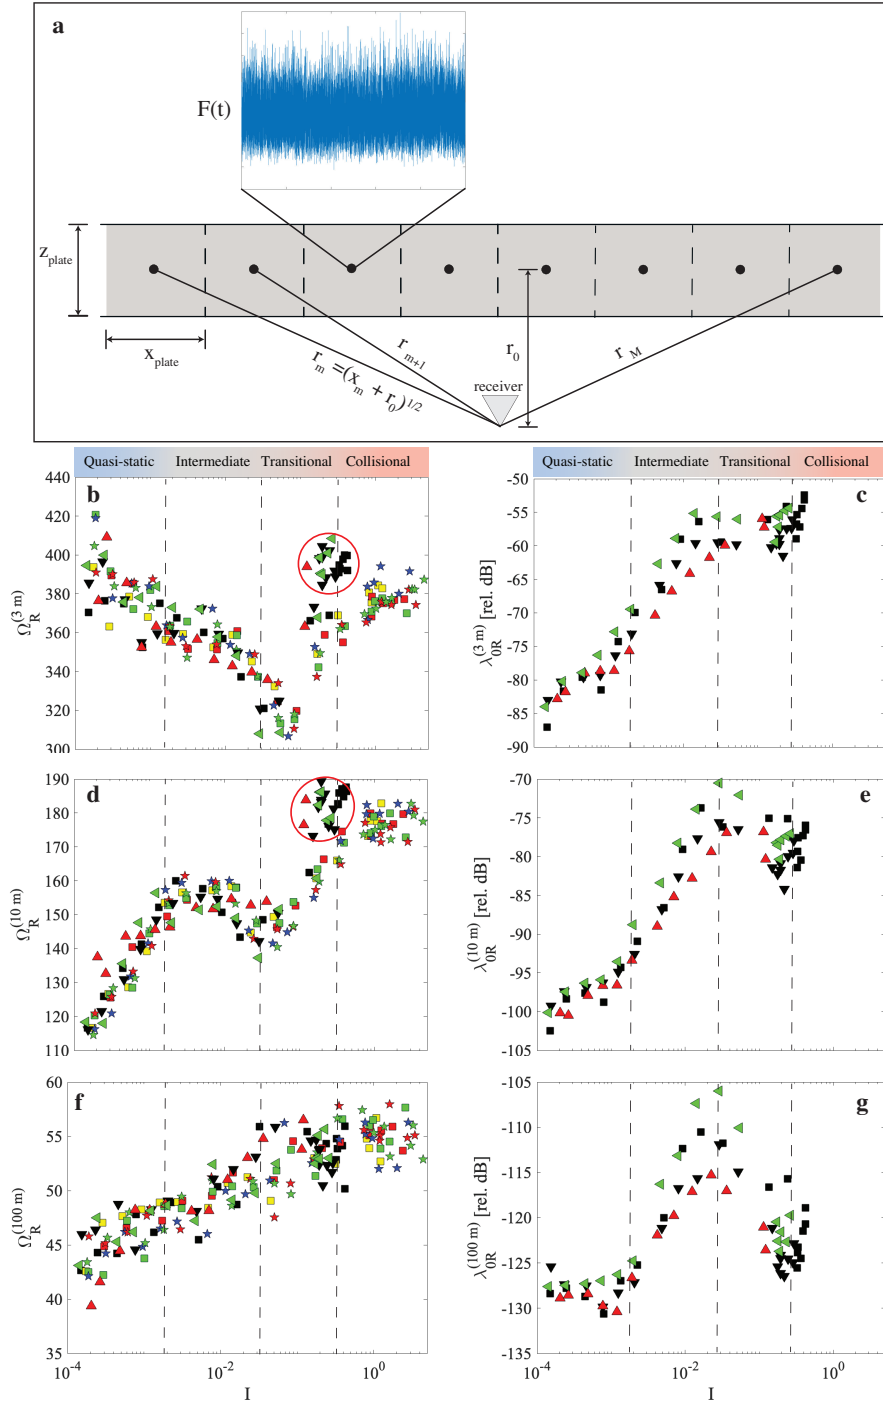 a
F(t)
z_plate
x_plate
r_m =(x_m + r_0)^1/2
r_m+1
r_0
r_M
receiver
Quasi-static Intermediate Transitional Collisional
Quasi-static Intermediate Transitional Collisional
b
440
420
400
380
360
340
320
300
Ω_R^(3 m)
c
-50
-55
-60
-65
-70
-75
-80
-85
-90
λ_0R^(3 m) [rel. dB]
d
190
180
170
160
150
140
130
120
110
Ω_R^(10 m)
e
-70
-75
-80
-85
-90
-95
-100
-105
λ_0R^(10 m) [rel. dB]
f
60
55
50
45
40
35
Ω_R^(100 m)
10^-4 10^-2 10^0
I
g
-105
-110
-115
-120
-125
-130
-135
λ_0R^(100 m) [rel. dB]
10^-4 10^-2 10^0
I